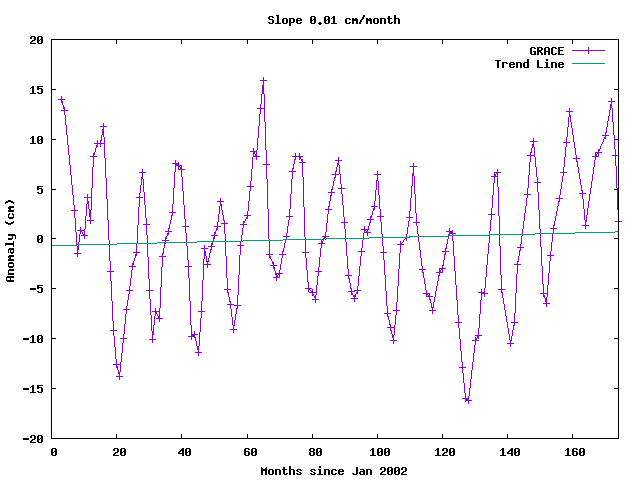 Slope 0.01 cm/month
GRACE
Trend Line
20
15
10
5
0
-5
-10
-15
-20
Anomaly (cm)
0 20 40 60 80 100 120 140 160
Months since Jan 2002